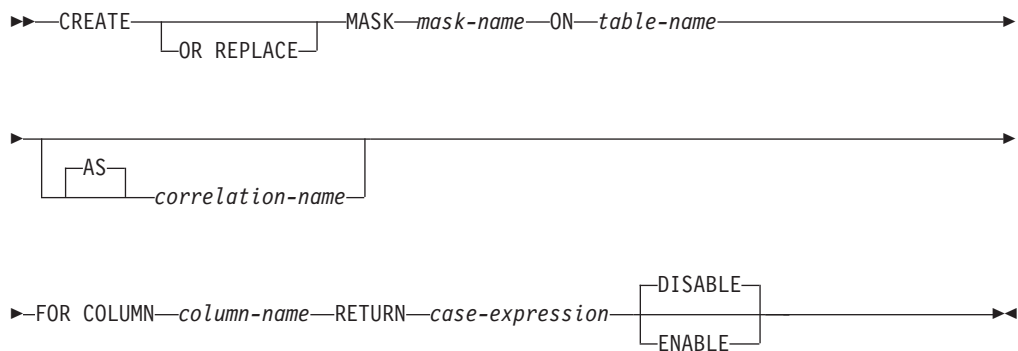 CREATE MASK mask-name ON table-name
OR REPLACE
AS
correlation-name
DISABLE
FOR COLUMN column-name RETURN case-expression
ENABLE